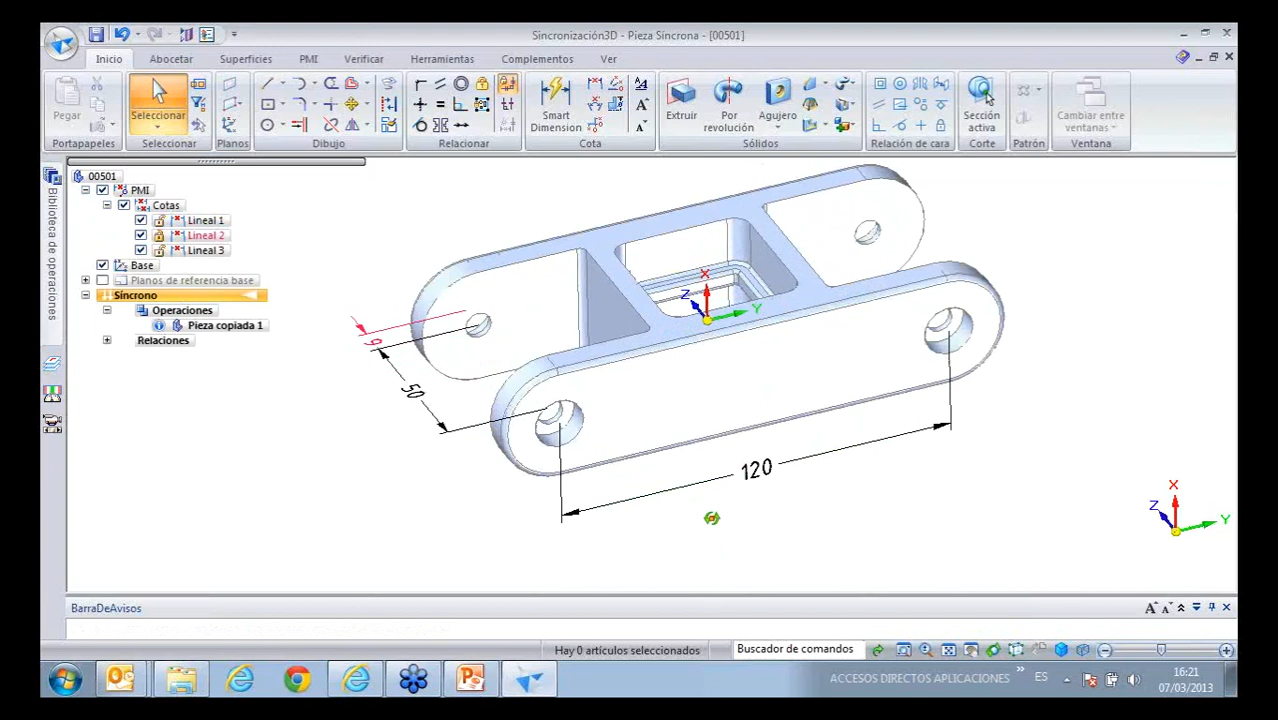 Sincronización3D - Pieza Síncrona - [00501]
Inicio
Abocetar
Superficies
PMI
Verificar
Herramientas
Complementos
Ver
Pegar
Seleccionar
Smart Dimension
Extruir
Por revolución
Agujero
Sección activa
Cambiar entre ventanas
Portapapeles
Seleccionar
Planos
Dibujo
Relacionar
Cota
Sólidos
Relación de cara
Corte
Patrón
Ventana
Biblioteca de operaciones
00501
PMI
Cotas
Lineal 1
Lineal 2
Lineal 3
Base
Planos de referencia base
Síncrono
Operaciones
Pieza copiada 1
Relaciones
X
Z
Y
9
50
120
X
Z
Y
BarraDeAvisos
Hay 0 artículos seleccionados
Buscador de comandos
ACCESOS DIRECTOS APLICACIONES
»
ES
16:21
07/03/2013